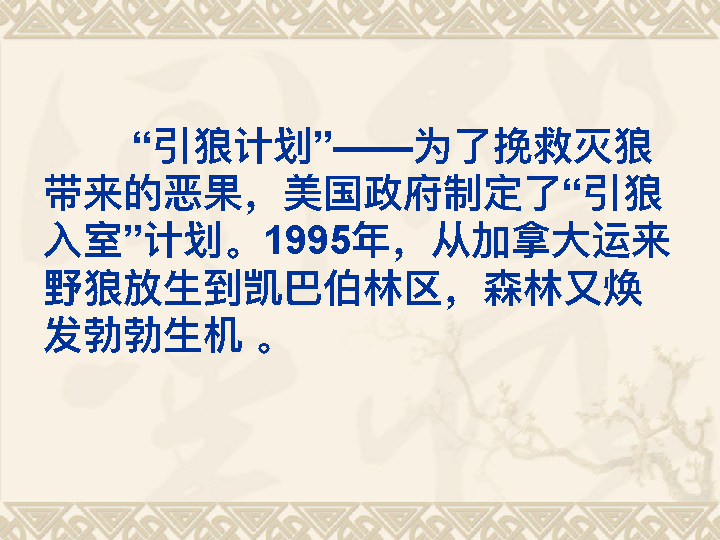 “引狼计划”——为了挽救灭狼
带来的恶果，美国政府制定了“引狼
入室”计划。1995年，从加拿大运来
野狼放生到凯巴伯林区，森林又焕
发勃勃生机 。